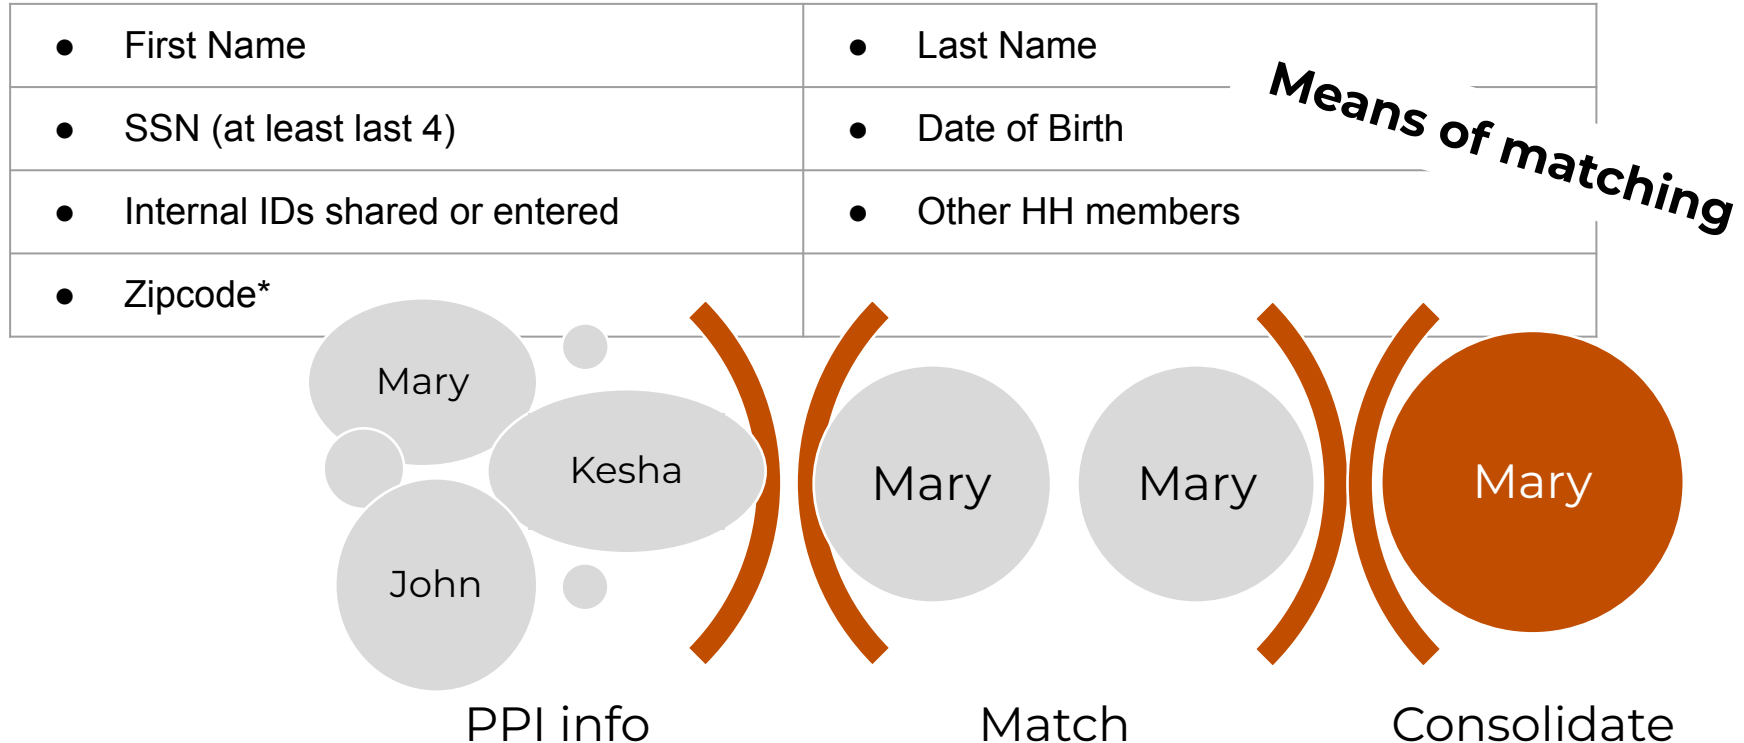 ● First Name
● Last Name
● SSN (at least last 4)
● Date of Birth
● Internal IDs shared or entered
● Other HH members
● Zipcode*
Means of matching
Mary
Kesha
John
Mary
Mary
Mary
PPI info
Match
Consolidate